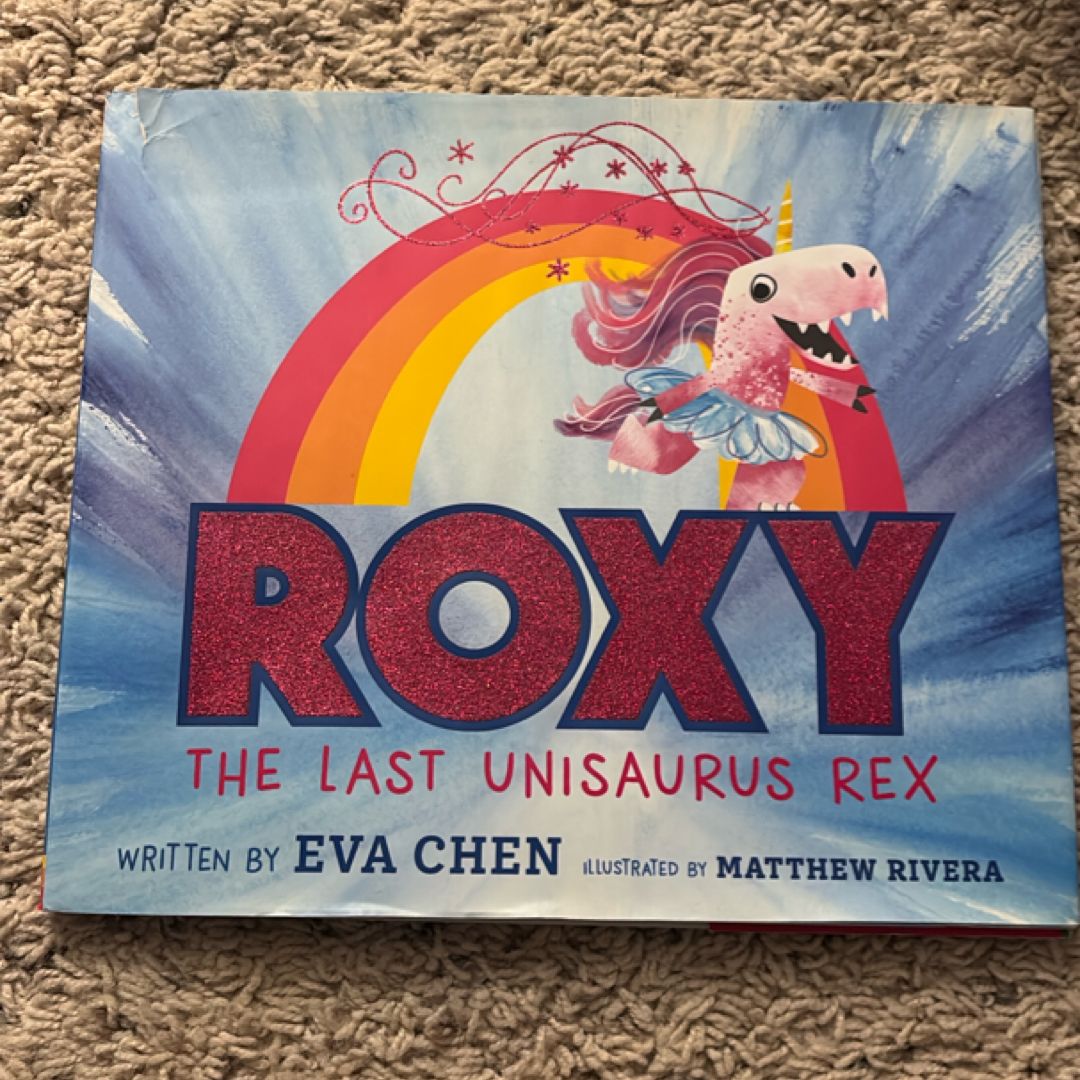 ROXY
THE LAST UNISAURUS REX
WRITTEN BY EVA CHEN ILLUSTRATED BY MATTHEW RIVERA